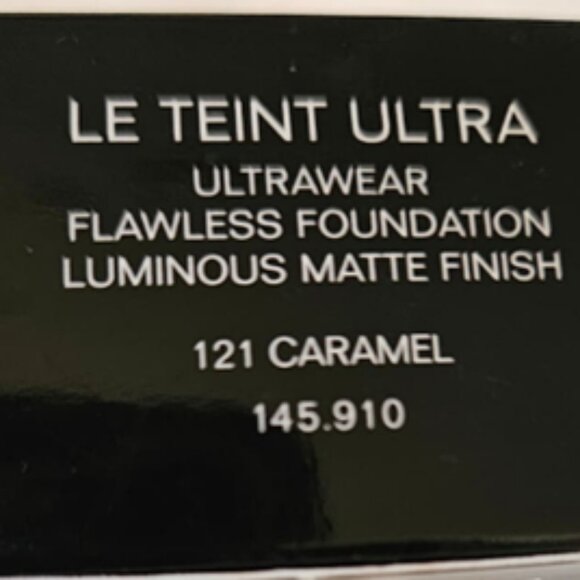 LE TEINT ULTRA
ULTRAWEAR
FLAWLESS FOUNDATION
LUMINOUS MATTE FINISH
121 CARAMEL
145.910